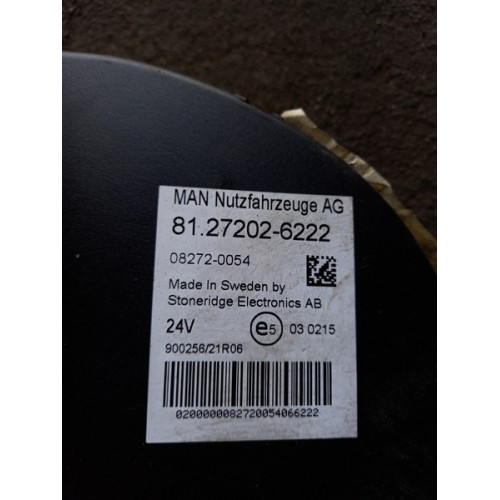 MAN Nutzfahrzeuge AG
81.27202-6222
08272-0054
Made In Sweden by
Stoneridge Electronics AB
24V e5 03 0215
900256/21R06
0200000082720054066222